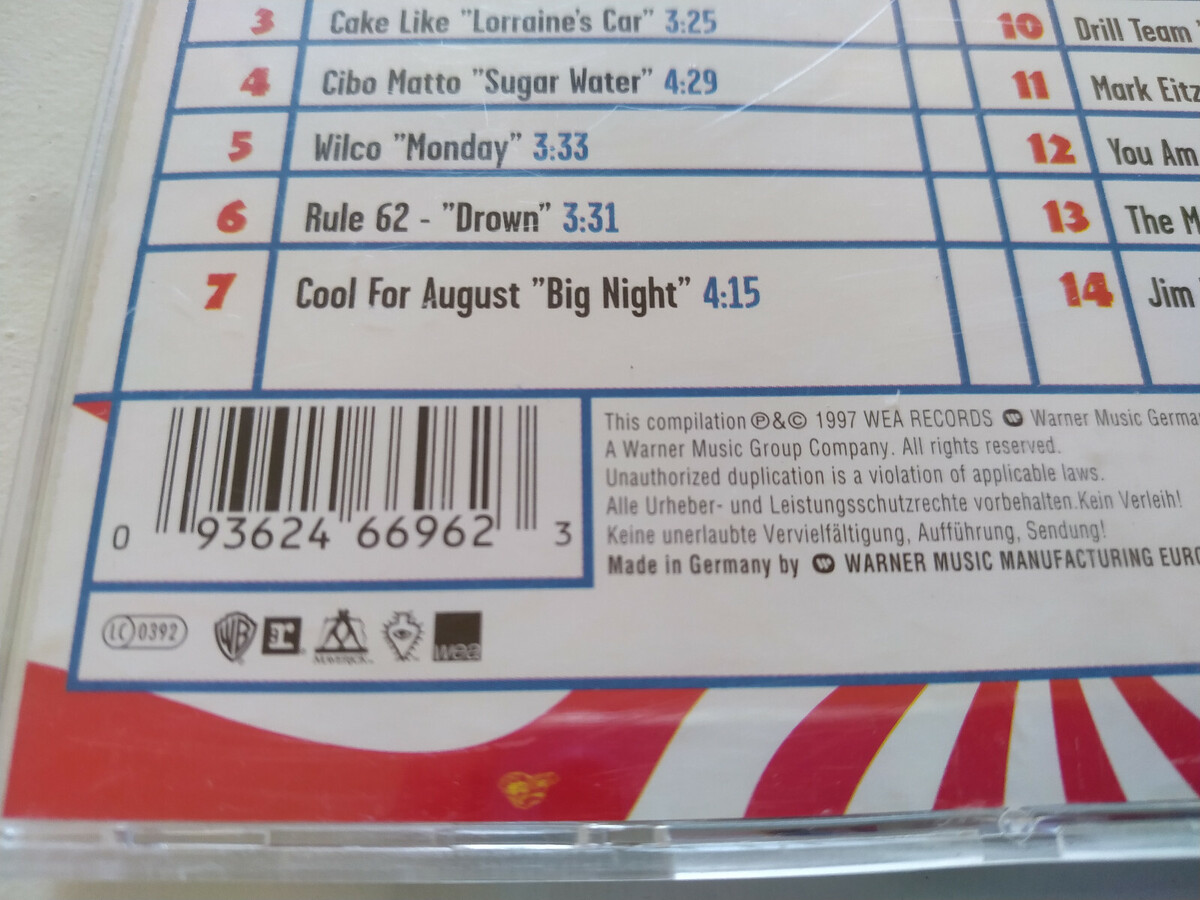 3 Cake Like "Lorraine's Car" 3:25
4 Cibo Matto "Sugar Water" 4:29
5 Wilco "Monday" 3:33
6 Rule 62 - "Drown" 3:31
7 Cool For August "Big Night" 4:15
10 Drill Team "
11 Mark Eitz
12 You Am
13 The M
14 Jim
0 93624 66962 3
This compilation ℗&© 1997 WEA RECORDS Warner Music Germa
A Warner Music Group Company. All rights reserved.
Unauthorized duplication is a violation of applicable laws.
Alle Urheber- und Leistungsschutzrechte vorbehalten.Kein Verleih!
Keine unerlaubte Vervielfältigung, Aufführung, Sendung!
Made in Germany by WARNER MUSIC MANUFACTURING EURO
LC 0392
WB r MAVERICK wea